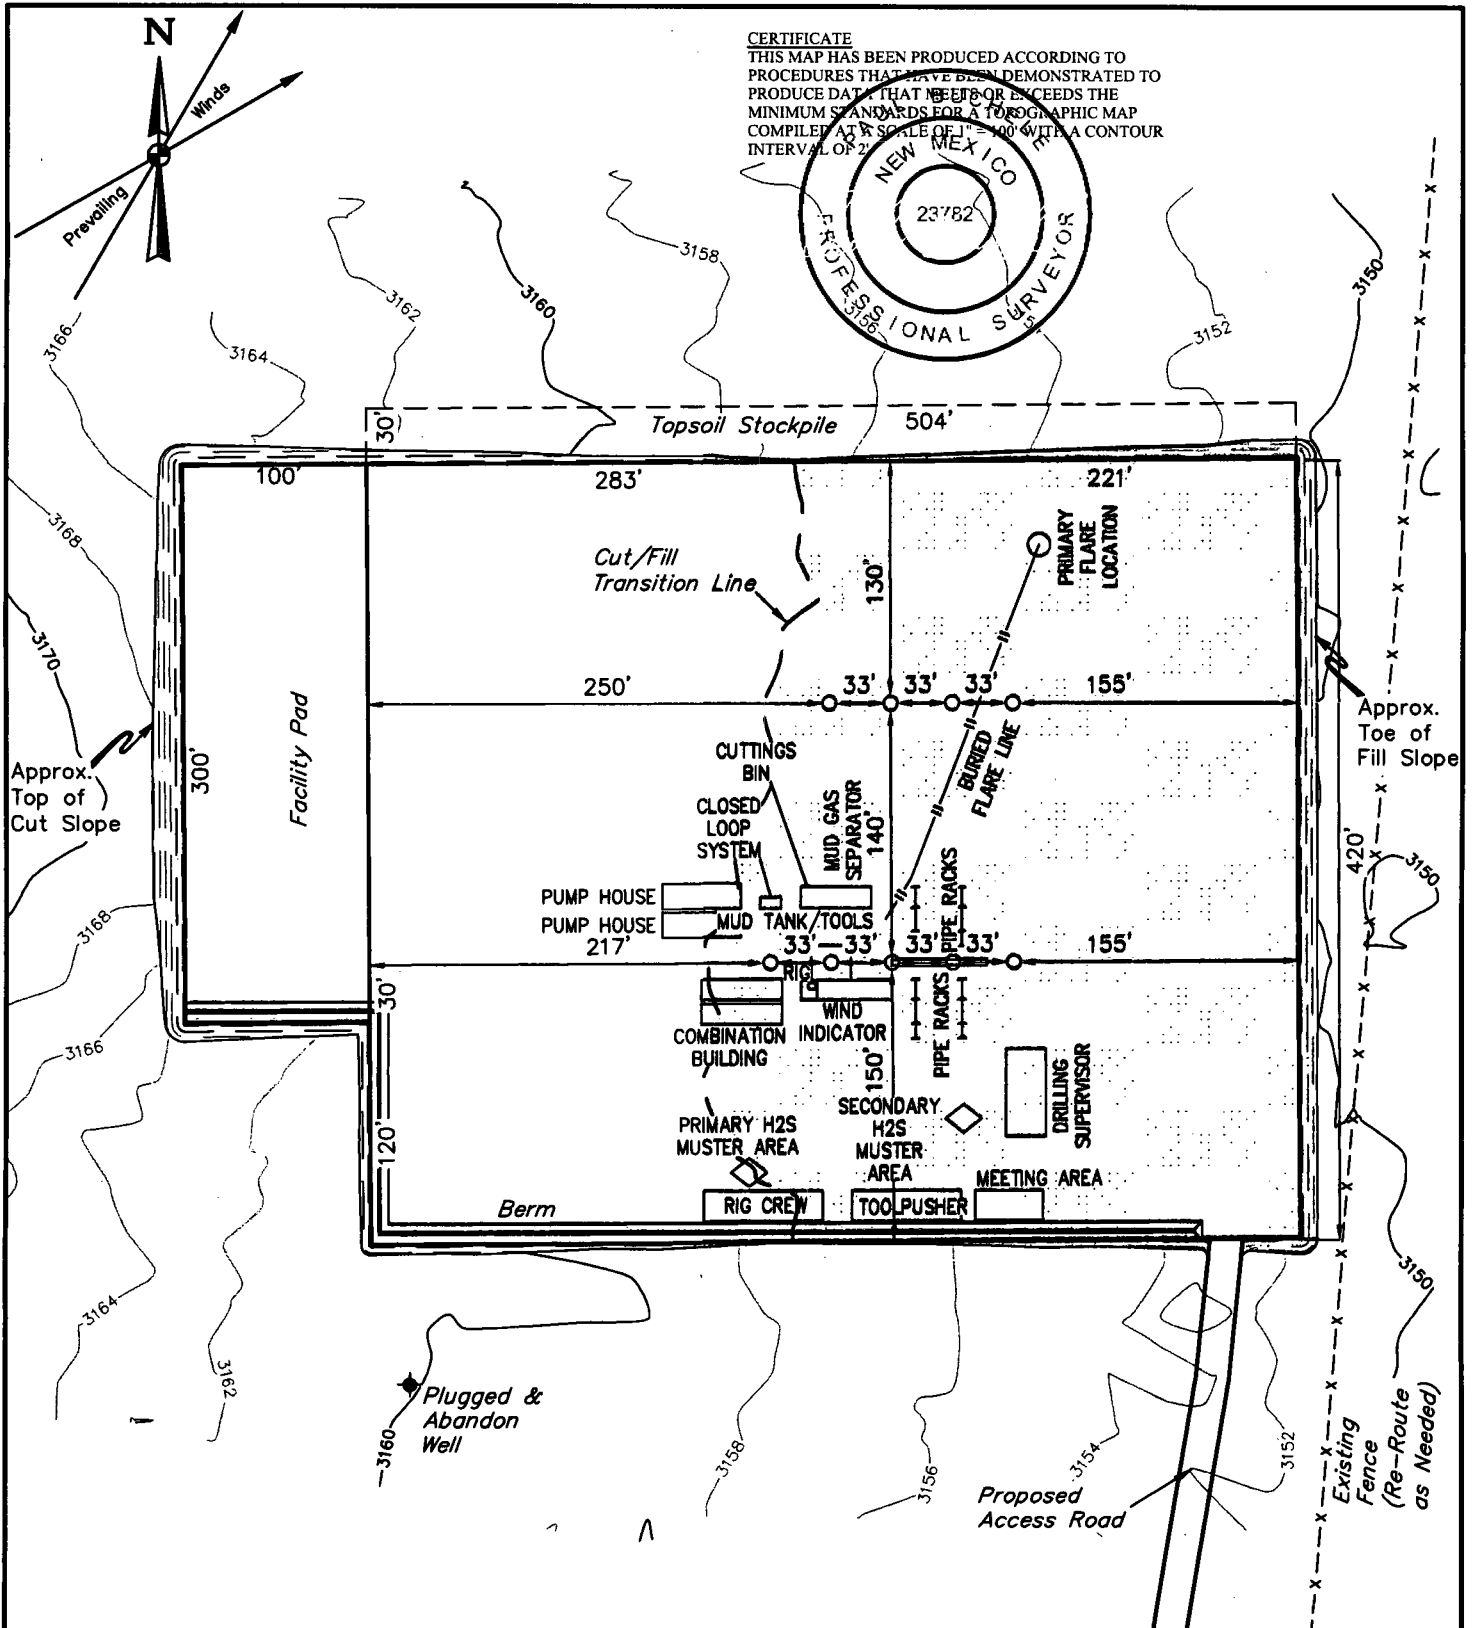 N
Winds
Prevailing
CERTIFICATE
THIS MAP HAS BEEN PRODUCED ACCORDING TO
PROCEDURES THAT HAVE BEEN DEMONSTRATED TO
PRODUCE DATA THAT MEETS OR EXCEEDS THE
MINIMUM STANDARDS FOR A TOPOGRAPHIC MAP
COMPILED AT A SCALE OF 1" = 100' WITH A CONTOUR
INTERVAL OF 2'
BUCHELE
NEW MEXICO
23782
PROFESSIONAL SURVEYOR
3166
3164
3162
3160
3158
3156
3152
3150
30'
Topsoil Stockpile
504'
100'
283'
221'
3168
Cut/Fill
Transition Line
130'
PRIMARY
FLARE
LOCATION
3170
250'
33'
33'
33'
155'
Facility Pad
300'
Approx.
Top of
Cut Slope
Approx.
Toe of
Fill Slope
BURIED
FLARE LINE
CUTTINGS
BIN
CLOSED
LOOP
SYSTEM
MUD GAS
SEPARATOR
140'
420'
3150
PUMP HOUSE
PUMP HOUSE
MUD TANK/TOOLS
PIPE RACKS
3168
217'
33'
33'
33'
33'
155'
RIG
30'
WIND
INDICATOR
COMBINATION
BUILDING
PIPE RACKS
3166
150'
DRILLING
SUPERVISOR
SECONDARY
H2S
MUSTER
AREA
PRIMARY H2S
MUSTER AREA
120'
MEETING AREA
Berm
RIG CREW
TOOLPUSHER
3150
3164
3162
Plugged &
Abandon
Well
3160
3158
3156
3154
3152
Proposed
Access Road
Existing
Fence
(Re-Route
as Needed)